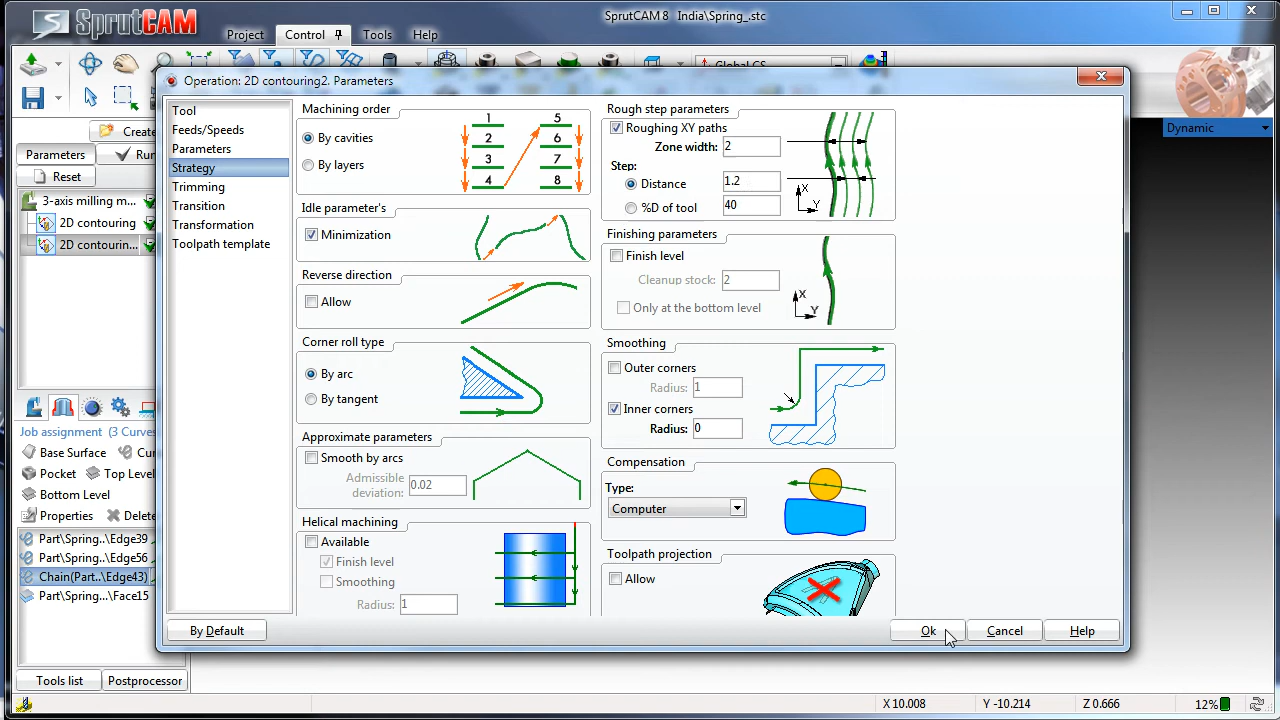 SprutCAM
SprutCAM 8 India\Spring_.stc
Project
Control
Tools
Help
Global CS
Dynamic
Create
Parameters
Run
Reset
3-axis milling m...
2D contouring
2D contourin...
Job assignment (3 Curves
Base Surface
Cur
Pocket
Top Level
Bottom Level
Properties
Delete
Part\Spring..\Edge39
Part\Spring..\Edge56
Chain(Part..\Edge43)
Part\Spring...\Face15
Tools list
Postprocessor
Operation: 2D contouring2. Parameters
Tool
Feeds/Speeds
Parameters
Strategy
Trimming
Transition
Transformation
Toolpath template
Machining order
By cavities
By layers
1 5
2 6
3 7
4 8
Idle parameter's
Minimization
Reverse direction
Allow
Corner roll type
By arc
By tangent
Approximate parameters
Smooth by arcs
Admissible
deviation: 0.02
Helical machining
Available
Finish level
Smoothing
Radius: 1
Rough step parameters
Roughing XY paths
Zone width: 2
Step:
Distance 1.2
%D of tool 40
X
Y
Finishing parameters
Finish level
Cleanup stock: 2
Only at the bottom level
X
Y
Smoothing
Outer corners
Radius: 1
Inner corners
Radius: 0
Compensation
Type:
Computer
Toolpath projection
Allow
By Default
Ok
Cancel
Help
X 10.008
Y -10.214
Z 0.666
12%